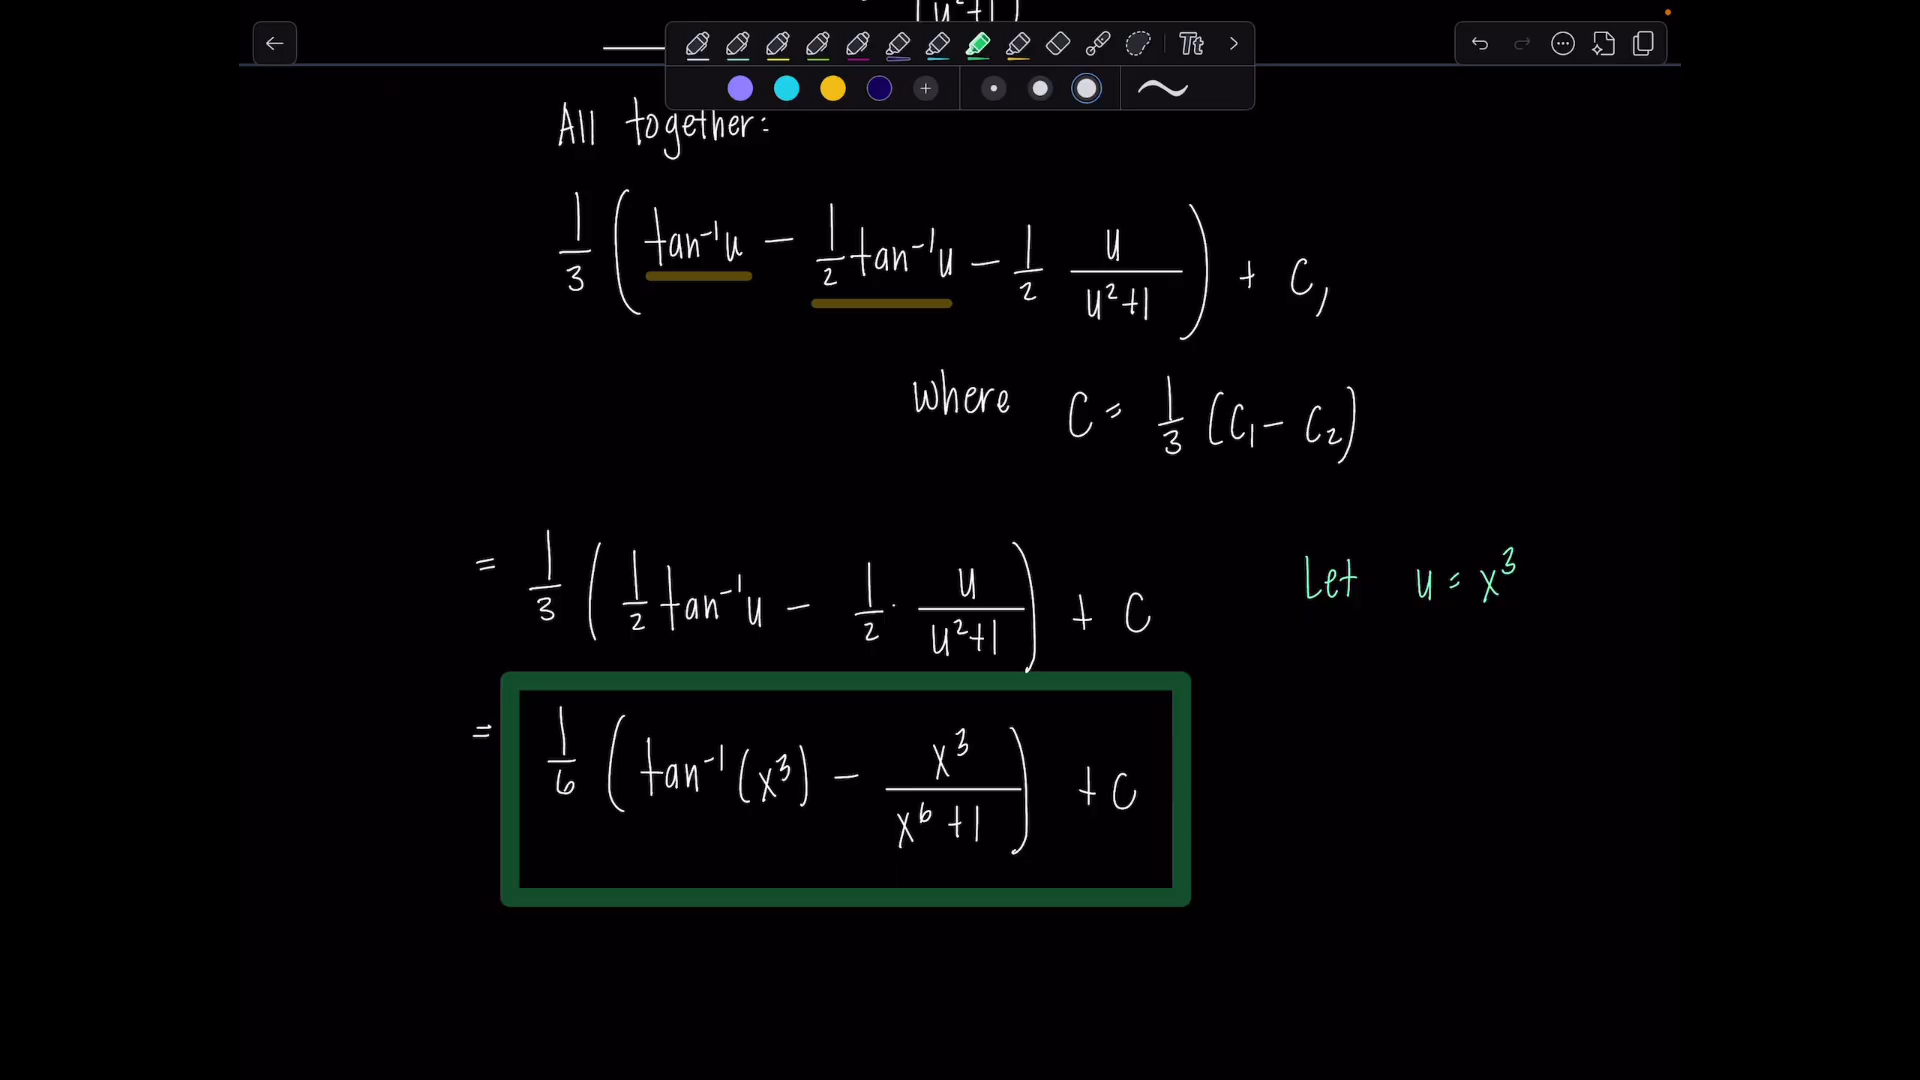 All together:
1/3 ( tan⁻¹u − 1/2 tan⁻¹u − 1/2 u/(u²+1) ) + C,
where C = 1/3 (C₁ − C₂)
= 1/3 ( 1/2 tan⁻¹u − 1/2 · u/(u²+1) ) + C Let u = x³
= 1/6 ( tan⁻¹(x³) − x³/(x⁶+1) ) + C